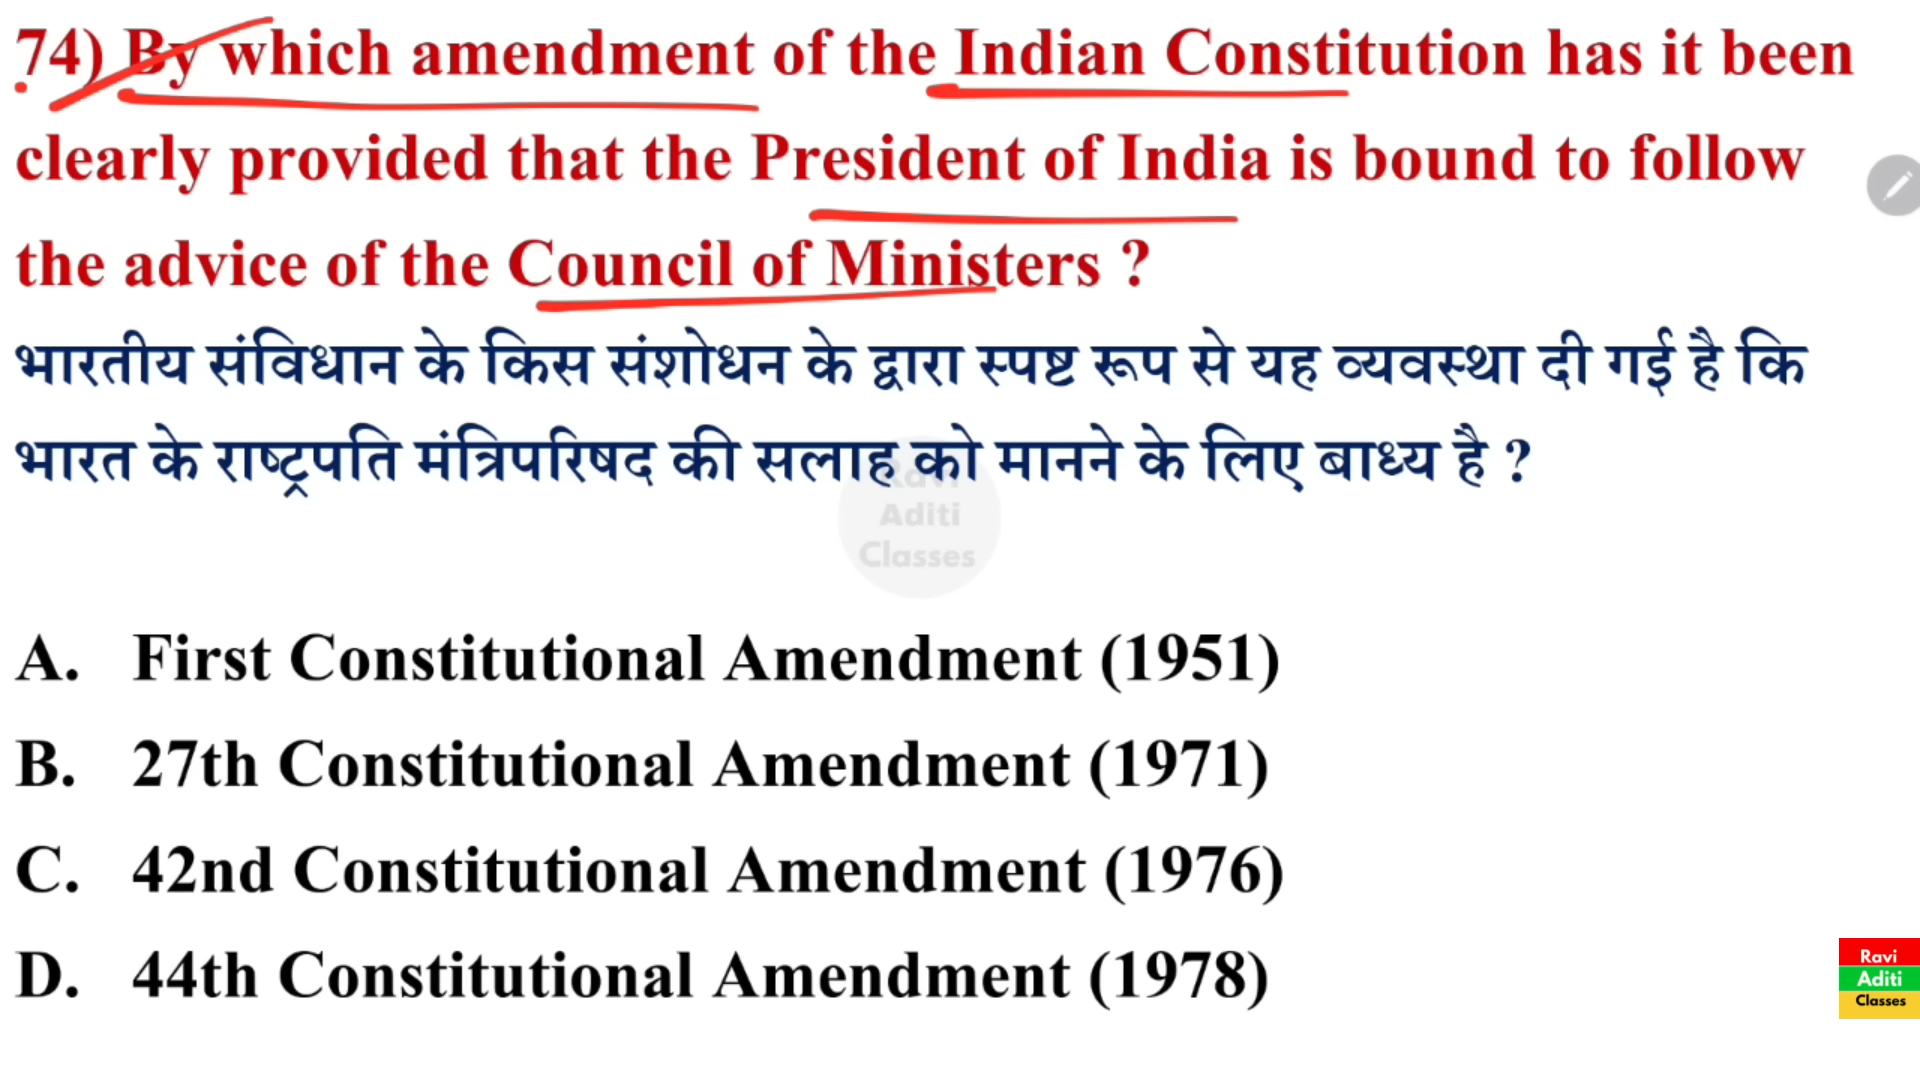 74) By which amendment of the Indian Constitution has it been
clearly provided that the President of India is bound to follow
the advice of the Council of Ministers ?
भारतीय संविधान के किस संशोधन के द्वारा स्पष्ट रूप से यह व्यवस्था दी गई है कि
भारत के राष्ट्रपति मंत्रिपरिषद की सलाह को मानने के लिए बाध्य है ?
Ravi
Aditi
Classes
A. First Constitutional Amendment (1951)
B. 27th Constitutional Amendment (1971)
C. 42nd Constitutional Amendment (1976)
D. 44th Constitutional Amendment (1978)
Ravi
Aditi
Classes